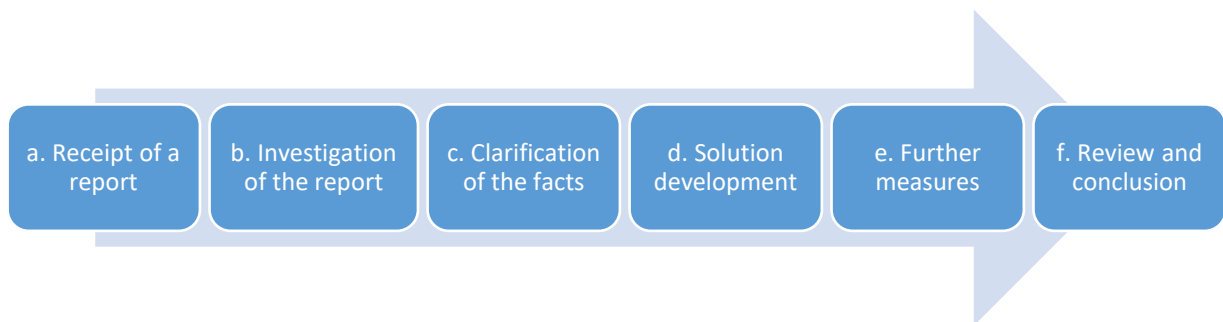 a. Receipt of a
report
b. Investigation
of the report
c. Clarification
of the facts
d. Solution
development
e. Further
measures
f. Review and
conclusion